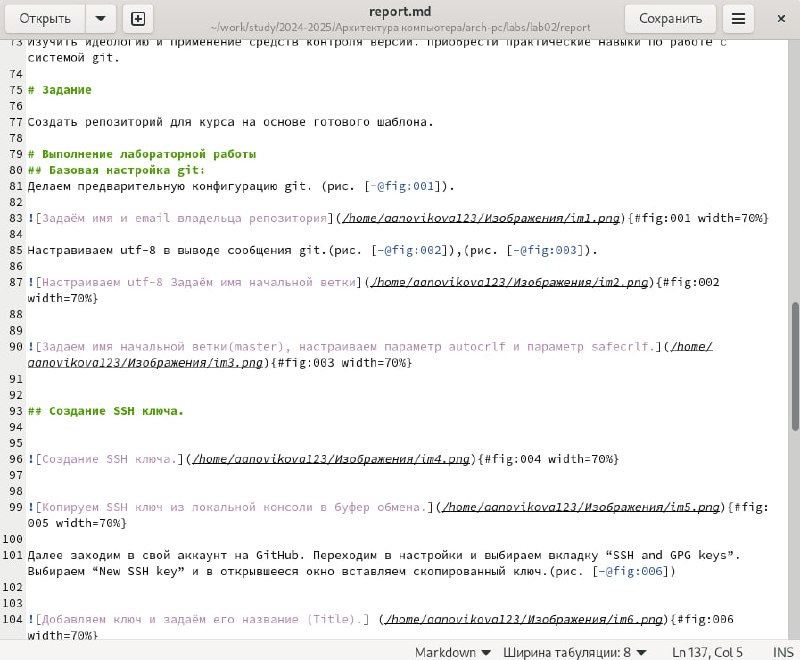 Открыть
report.md
~/work/study/2024-2025/Архитектура компьютера/arch-pc/labs/lab02/report
Сохранить
73 Изучить идеологию и применение средств контроля версий. Приобрести практические навыки по работе с
системой git.
74
75 # Задание
76
77 Создать репозиторий для курса на основе готового шаблона.
78
79 # Выполнение лабораторной работы
80 ## Базовая настройка git:
81 Делаем предварительную конфигурацию git. (рис. [-@fig:001]).
82
83 ![Задаём имя и email владельца репозитория](/home/aanovikova123/Изображения/im1.png){#fig:001 width=70%}
84
85 Настравиваем utf-8 в выводе сообщения git.(рис. [-@fig:002]),(рис. [-@fig:003]).
86
87 ![Настраиваем utf-8 Задаём имя начальной ветки](/home/aanovikova123/Изображения/im2.png){#fig:002
width=70%}
88
89
90 ![Задаем имя начальной ветки(master), настраиваем параметр autocrlf и параметр safecrlf.](/home/
aanovikova123/Изображения/im3.png){#fig:003 width=70%}
91
92
93 ## Создание SSH ключа.
94
95
96 ![Создание SSH ключа.](/home/aanovikova123/Изображения/im4.png){#fig:004 width=70%}
97
98
99 ![Копируем SSH ключ из локальной консоли в буфер обмена.](/home/aanovikova123/Изображения/im5.png){#fig:
005 width=70%}
100
101 Далее заходим в свой аккаунт на GitHub. Переходим в настройки и выбираем вкладку “SSH and GPG keys”.
Выбираем “New SSH key” и в открывшееся окно вставляем скопированный ключ.(рис. [-@fig:006])
102
103
104 ![Добавляем ключ и задаём его название (Title).] (/home/aanovikova123/Изображения/im6.png){#fig:006
width=70%}
Markdown Ширина табуляции: 8 Ln 137, Col 5 INS